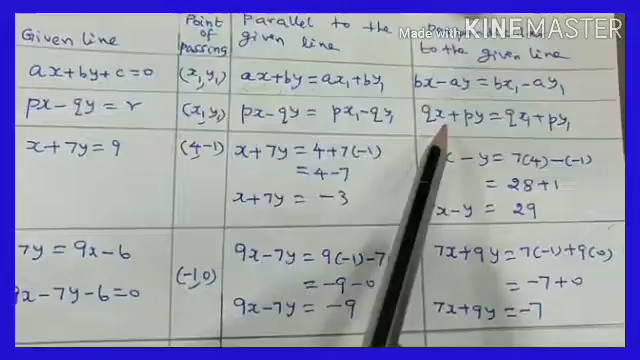 Made with KINEMASTER
Given line
Point of passing
Parallel to the given line
to the given line
ax+by+c=0 (x,y,) ax+by=ax₁+by₁ bx-ay=bx₁-ay₁
px-qy=r (x,y,) px-qy = px₁-qy₁ qx+py=qx₁+py₁
x+7y=9 (4-1) x+7y=4+7(-1) x-y=7(4)-(-1)
=4-7 = 28+1
x+7y = -3 x-y = 29
7y=9x-6 9x-7y=9(-1)-7 7x+9y=7(-1)+9(0)
(-1,0)
9x-7y-6=0 =-9-0 = -7+0
9x-7y=-9 7x+9y=-7